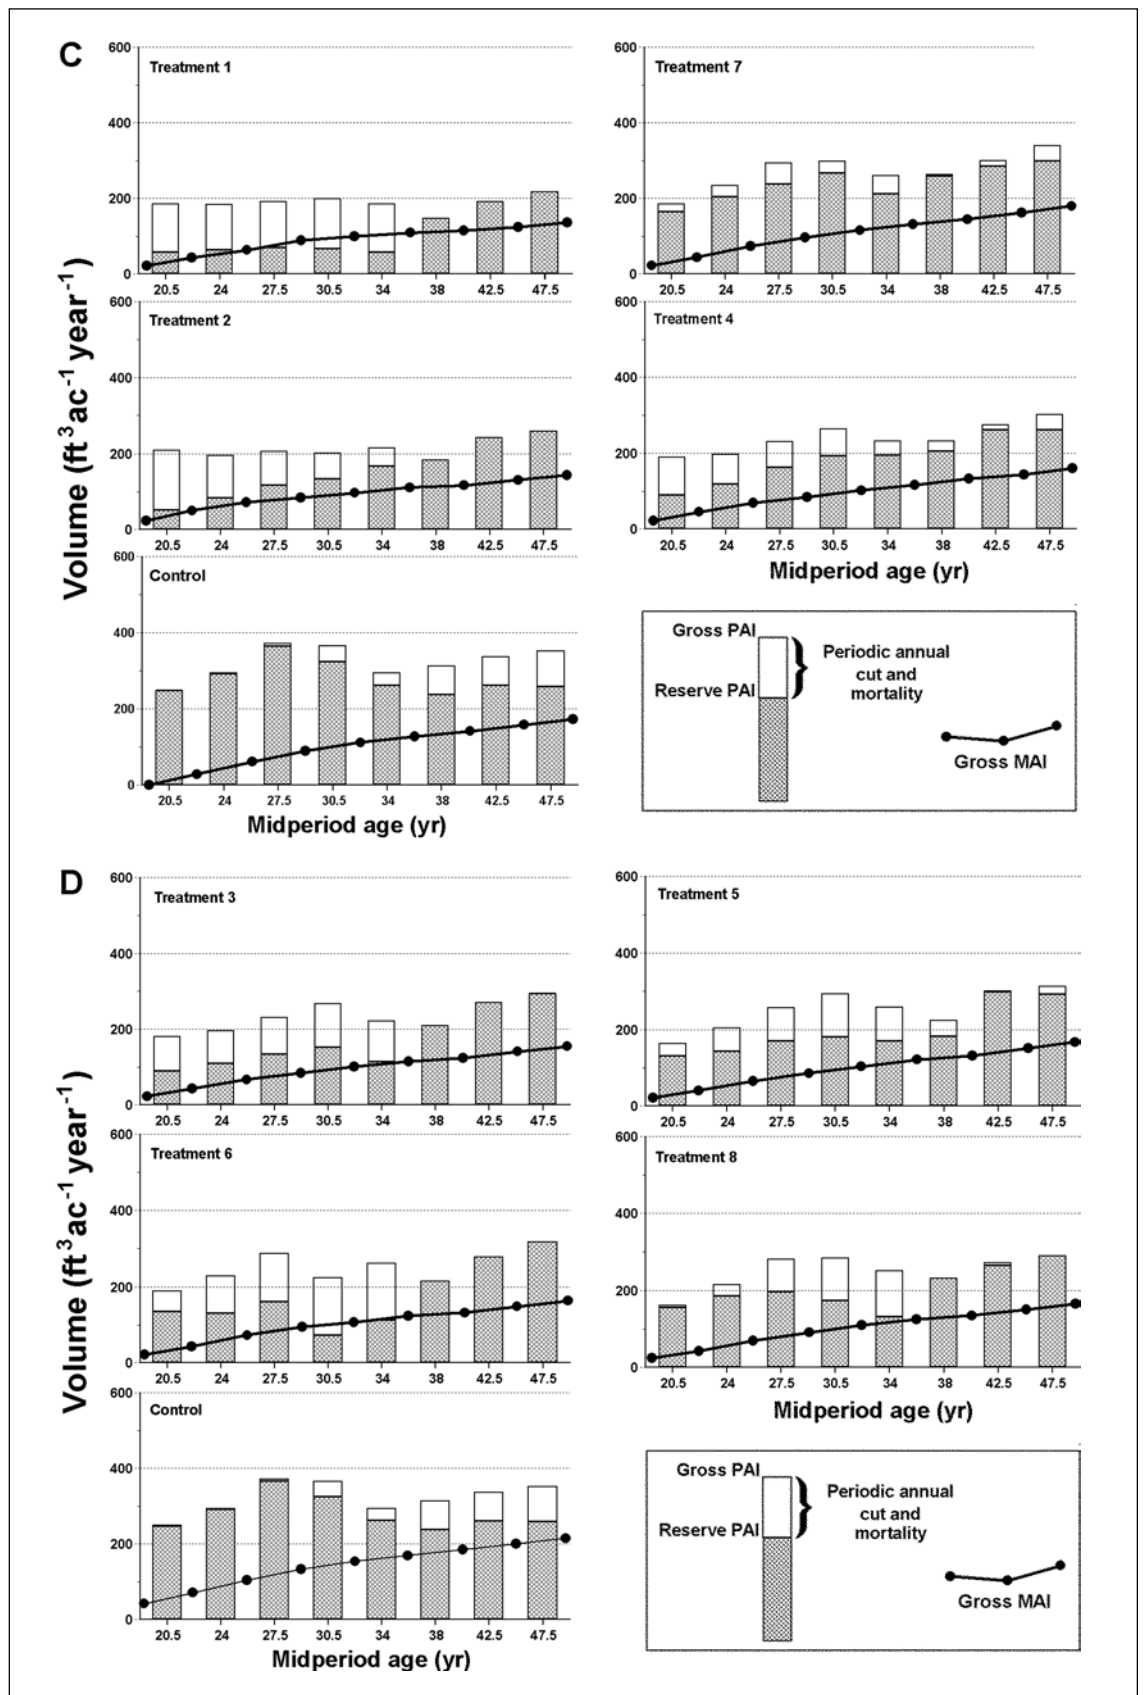 C
Volume (ft³ac⁻¹ year⁻¹)
Treatment 1
600
400
200
0
20.5 24 27.5 30.5 34 38 42.5 47.5
Treatment 7
600
400
200
0
20.5 24 27.5 30.5 34 38 42.5 47.5
Treatment 2
600
400
200
0
20.5 24 27.5 30.5 34 38 42.5 47.5
Treatment 4
600
400
200
0
20.5 24 27.5 30.5 34 38 42.5 47.5
Midperiod age (yr)
Control
600
400
200
0
20.5 24 27.5 30.5 34 38 42.5 47.5
Midperiod age (yr)
Gross PAI
Reserve PAI
Periodic annual
cut and
mortality
Gross MAI
D
Volume (ft³ac⁻¹ year⁻¹)
Treatment 3
600
400
200
0
20.5 24 27.5 30.5 34 38 42.5 47.5
Treatment 5
600
400
200
0
20.5 24 27.5 30.5 34 38 42.5 47.5
Treatment 6
600
400
200
0
20.5 24 27.5 30.5 34 38 42.5 47.5
Treatment 8
600
400
200
0
20.5 24 27.5 30.5 34 38 42.5 47.5
Midperiod age (yr)
Control
600
400
200
0
20.5 24 27.5 30.5 34 38 42.5 47.5
Midperiod age (yr)
Gross PAI
Reserve PAI
Periodic annual
cut and
mortality
Gross MAI